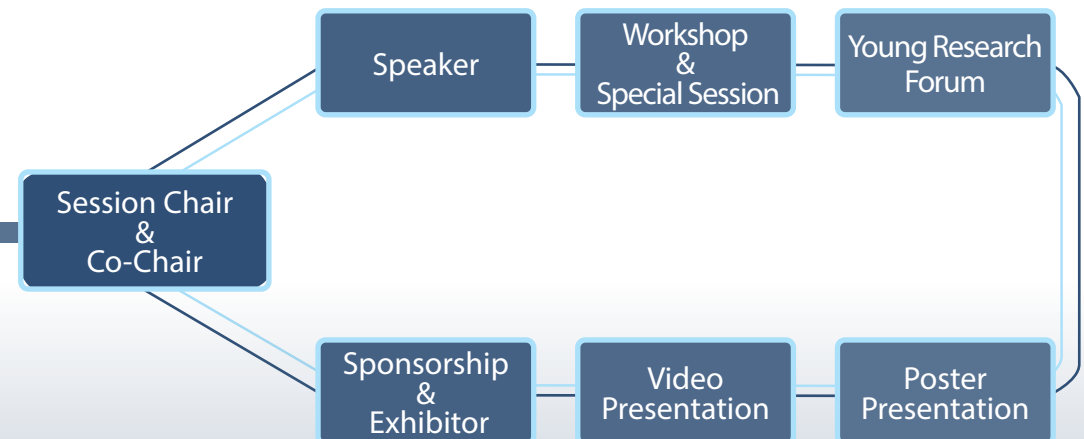 Speaker
Workshop
&
Special Session
Young Research
Forum
Session Chair
&
Co-Chair
Sponsorship
&
Exhibitor
Video
Presentation
Poster
Presentation